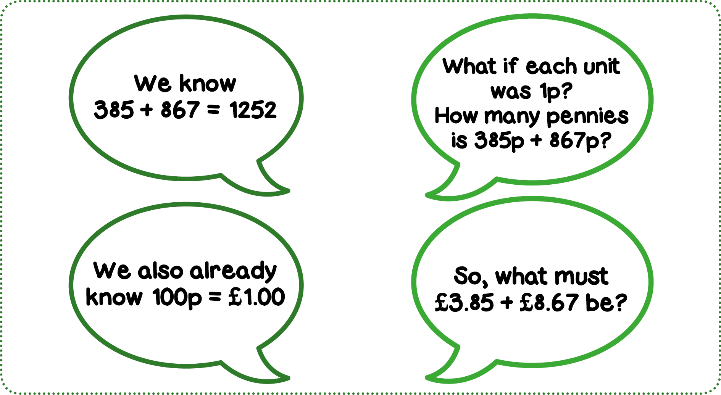 We know
385 + 867 = 1252
What if each unit
was 1p?
How many pennies
is 385p + 867p?
We also already
know 100p = £1.00
So, what must
£3.85 + £8.67 be?